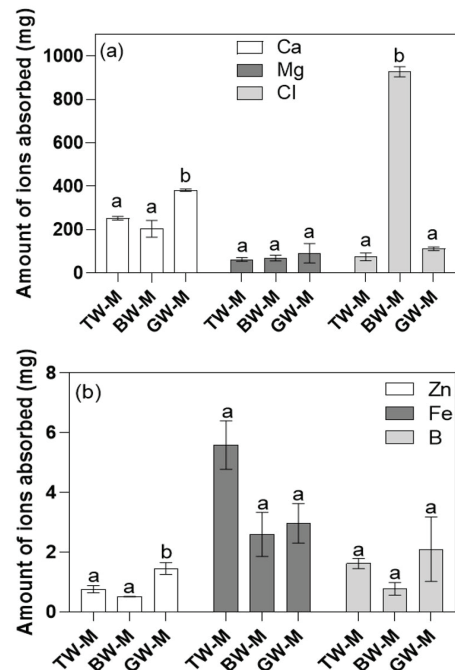 (a)
Ca
Mg
Cl
Amount of ions absorbed (mg)
1000
800
600
400
200
0
a
a
b
a
a
a
a
b
a
TW-M
BW-M
GW-M
TW-M
BW-M
GW-M
TW-M
BW-M
GW-M
(b)
Zn
Fe
B
Amount of ions absorbed (mg)
8
6
4
2
0
a
a
b
a
a
a
a
a
a
TW-M
BW-M
GW-M
TW-M
BW-M
GW-M
TW-M
BW-M
GW-M